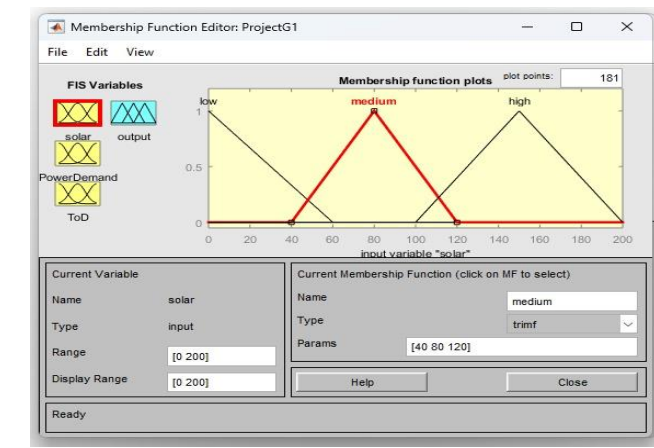 Membership Function Editor: ProjectG1
File Edit View
FIS Variables
Membership function plots
plot points: 181
solar
output
PowerDemand
ToD
low
medium
high
1
0.5
0
0 20 40 60 80 100 120 140 160 180 200
input variable "solar"
Current Variable
Name solar
Type input
Range [0 200]
Display Range [0 200]
Current Membership Function (click on MF to select)
Name medium
Type trimf
Params [40 80 120]
Help Close
Ready